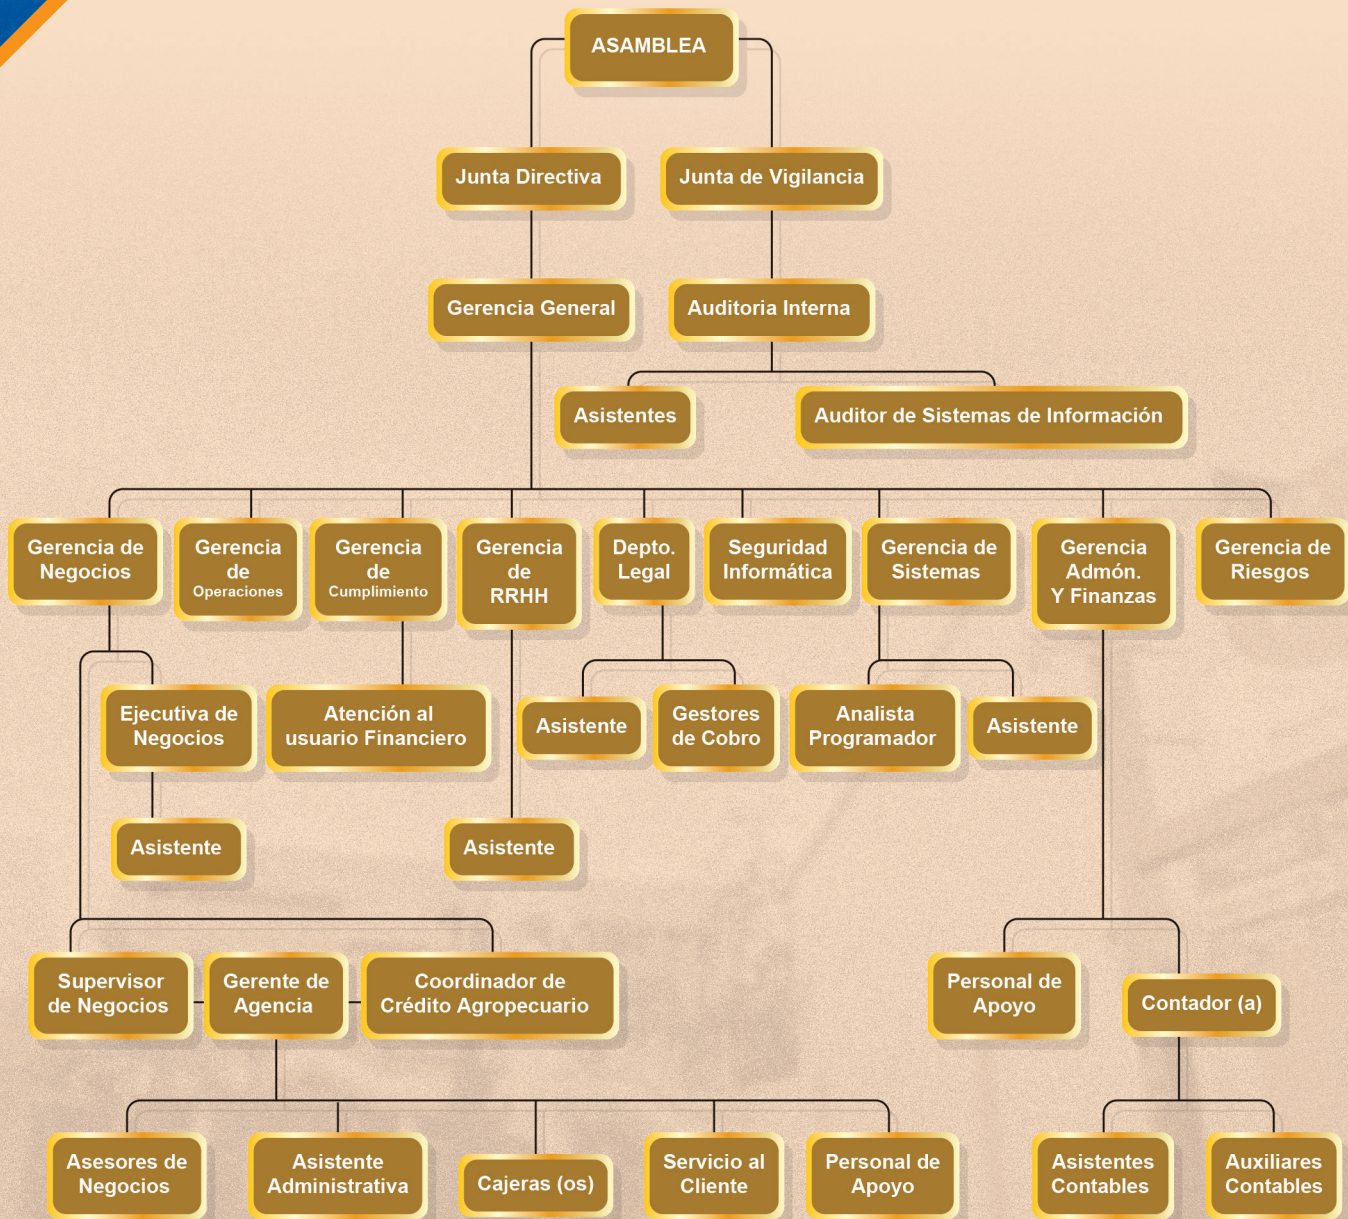 ASAMBLEA
Junta Directiva
Junta de Vigilancia
Gerencia General
Auditoria Interna
Asistentes
Auditor de Sistemas de Información
Gerencia de
Negocios
Gerencia
de
Operaciones
Gerencia
de
Cumplimiento
Gerencia
de
RRHH
Depto.
Legal
Seguridad
Informática
Gerencia de
Sistemas
Gerencia
Admón.
Y Finanzas
Gerencia de
Riesgos
Ejecutiva de
Negocios
Atención al
usuario Financiero
Asistente
Gestores
de Cobro
Analista
Programador
Asistente
Asistente
Asistente
Supervisor
de Negocios
Gerente de
Agencia
Coordinador de
Crédito Agropecuario
Personal de
Apoyo
Contador (a)
Asesores de
Negocios
Asistente
Administrativa
Cajeras (os)
Servicio al
Cliente
Personal de
Apoyo
Asistentes
Contables
Auxiliares
Contables